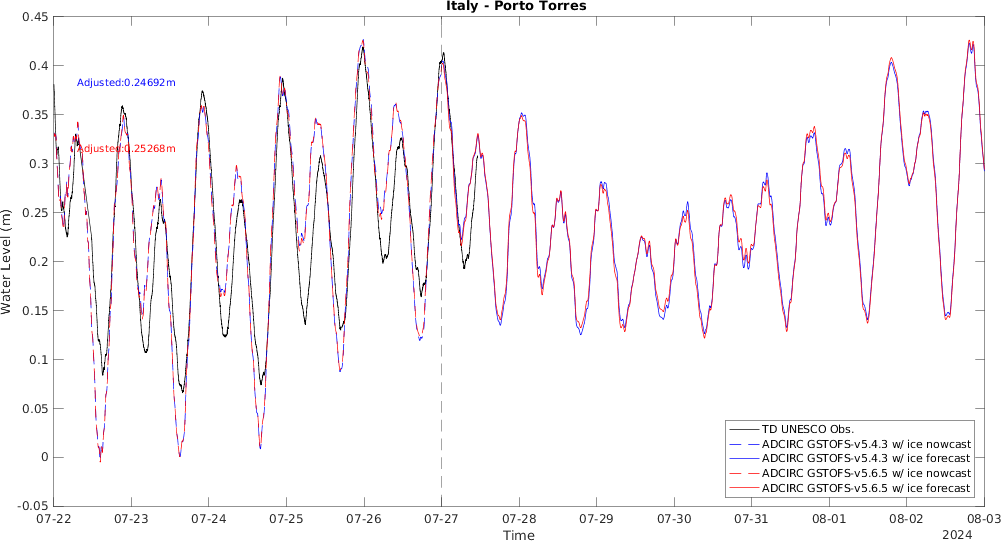 Italy - Porto Torres
0.45
0.4
0.35
0.3
0.25
0.2
0.15
0.1
0.05
0
-0.05
Water Level (m)
Adjusted:0.24692m
Adjusted:0.25268m
TD UNESCO Obs.
ADCIRC GSTOFS-v5.4.3 w/ ice nowcast
ADCIRC GSTOFS-v5.4.3 w/ ice forecast
ADCIRC GSTOFS-v5.6.5 w/ ice nowcast
ADCIRC GSTOFS-v5.6.5 w/ ice forecast
07-22 07-23 07-24 07-25 07-26 07-27 07-28 07-29 07-30 07-31 08-01 08-02 08-03
Time
2024